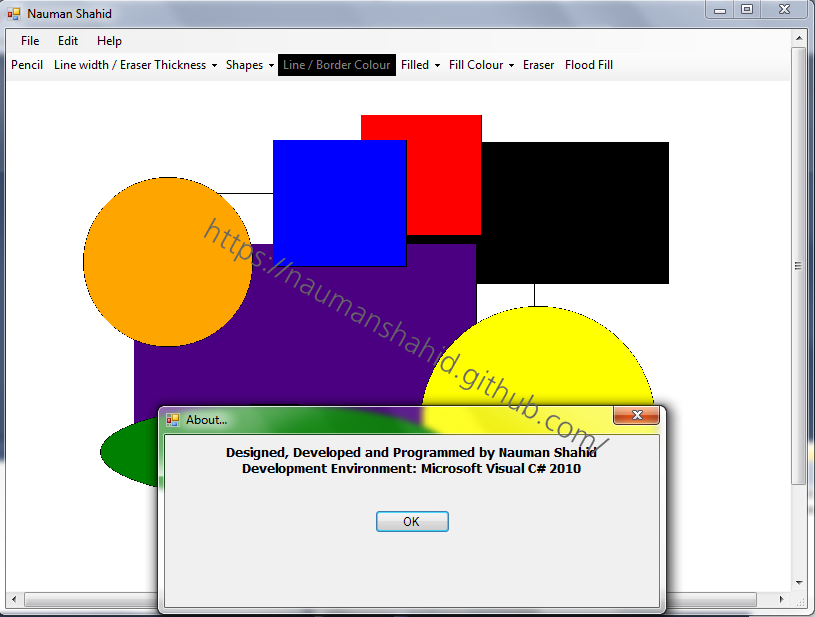 Nauman Shahid
File Edit Help
Pencil Line width / Eraser Thickness Shapes Line / Border Colour Filled Fill Colour Eraser Flood Fill
https://naumanshahid.github.com/
About...
Designed, Developed and Programmed by Nauman Shahid
Development Environment: Microsoft Visual C# 2010
OK